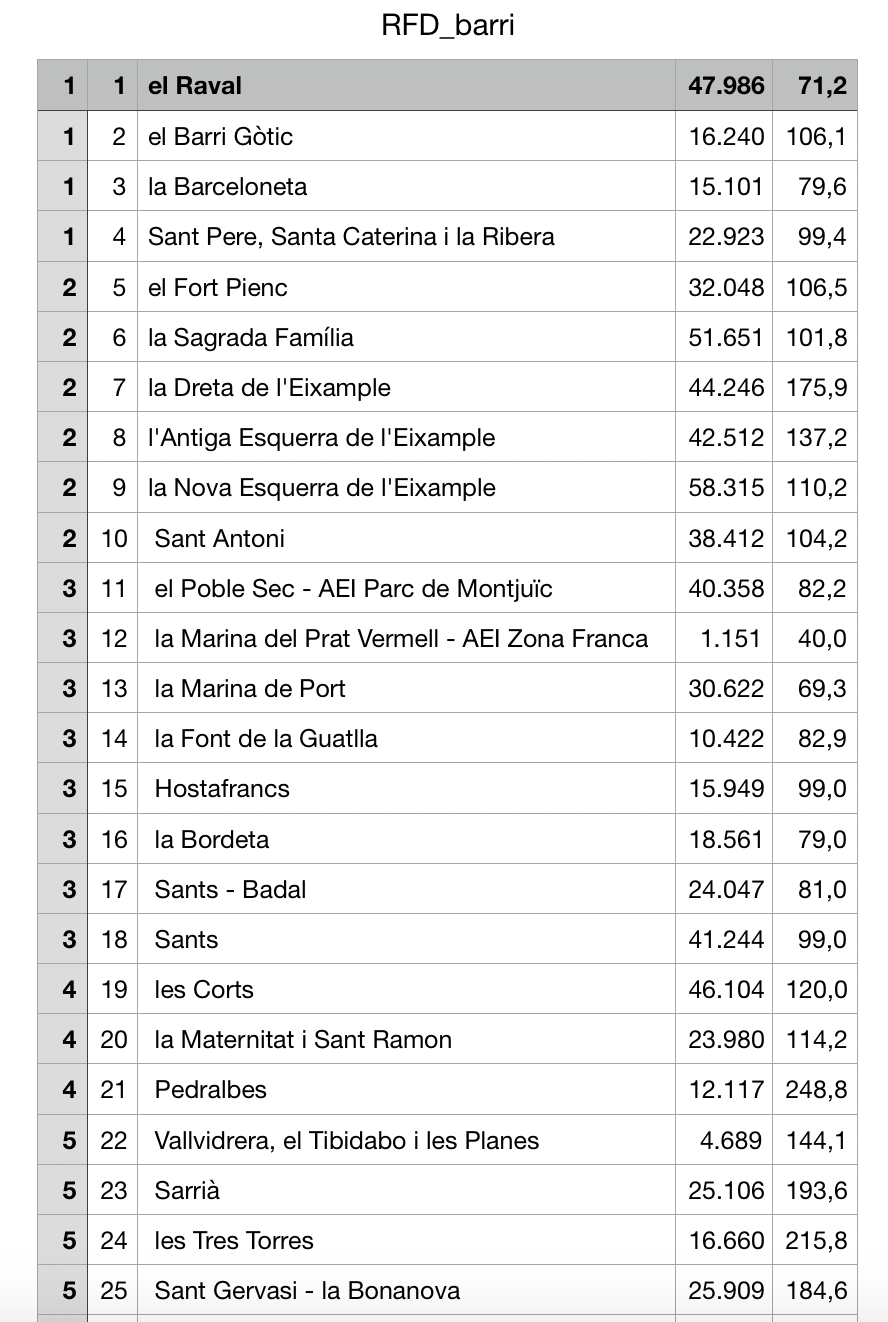 RFD_barri
1 1 el Raval 47.986 71,2
1 2 el Barri Gòtic 16.240 106,1
1 3 la Barceloneta 15.101 79,6
1 4 Sant Pere, Santa Caterina i la Ribera 22.923 99,4
2 5 el Fort Pienc 32.048 106,5
2 6 la Sagrada Família 51.651 101,8
2 7 la Dreta de l'Eixample 44.246 175,9
2 8 l'Antiga Esquerra de l'Eixample 42.512 137,2
2 9 la Nova Esquerra de l'Eixample 58.315 110,2
2 10 Sant Antoni 38.412 104,2
3 11 el Poble Sec - AEI Parc de Montjuïc 40.358 82,2
3 12 la Marina del Prat Vermell - AEI Zona Franca 1.151 40,0
3 13 la Marina de Port 30.622 69,3
3 14 la Font de la Guatlla 10.422 82,9
3 15 Hostafrancs 15.949 99,0
3 16 la Bordeta 18.561 79,0
3 17 Sants - Badal 24.047 81,0
3 18 Sants 41.244 99,0
4 19 les Corts 46.104 120,0
4 20 la Maternitat i Sant Ramon 23.980 114,2
4 21 Pedralbes 12.117 248,8
5 22 Vallvidrera, el Tibidabo i les Planes 4.689 144,1
5 23 Sarrià 25.106 193,6
5 24 les Tres Torres 16.660 215,8
5 25 Sant Gervasi - la Bonanova 25.909 184,6